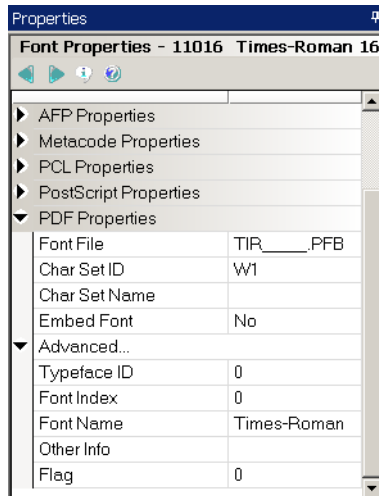 Properties
Font Properties - 11016 Times-Roman 16
AFP Properties
Metacode Properties
PCL Properties
PostScript Properties
PDF Properties
Font File TIR_____.PFB
Char Set ID W1
Char Set Name
Embed Font No
Advanced...
Typeface ID 0
Font Index 0
Font Name Times-Roman
Other Info
Flag 0